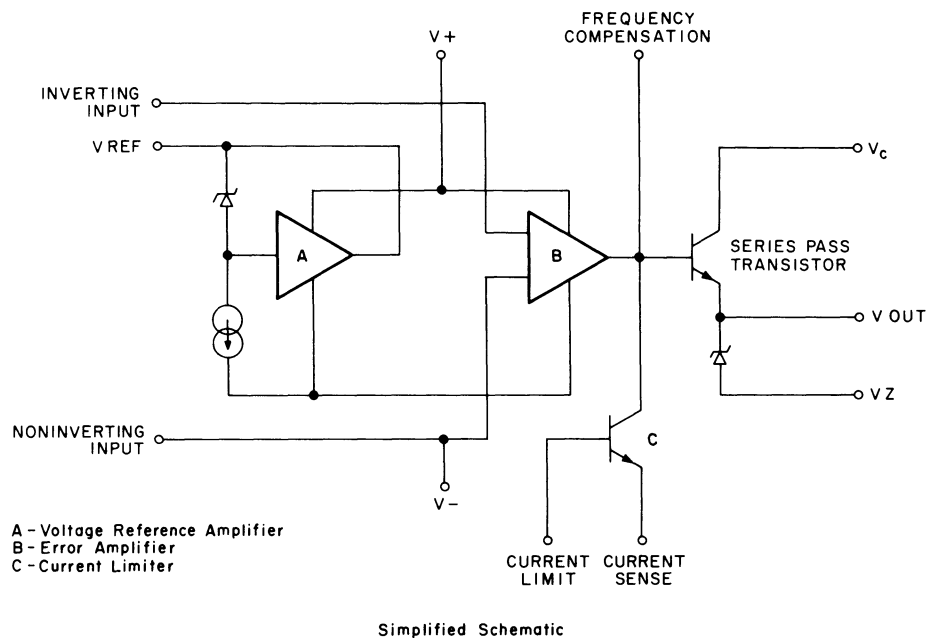 FREQUENCY
COMPENSATION
V+
INVERTING
INPUT
VREF
VC
A
B
SERIES PASS
TRANSISTOR
V OUT
VZ
NONINVERTING
INPUT
C
V-
A - Voltage Reference Amplifier
B - Error Amplifier
C - Current Limiter
CURRENT
LIMIT
CURRENT
SENSE
Simplified Schematic